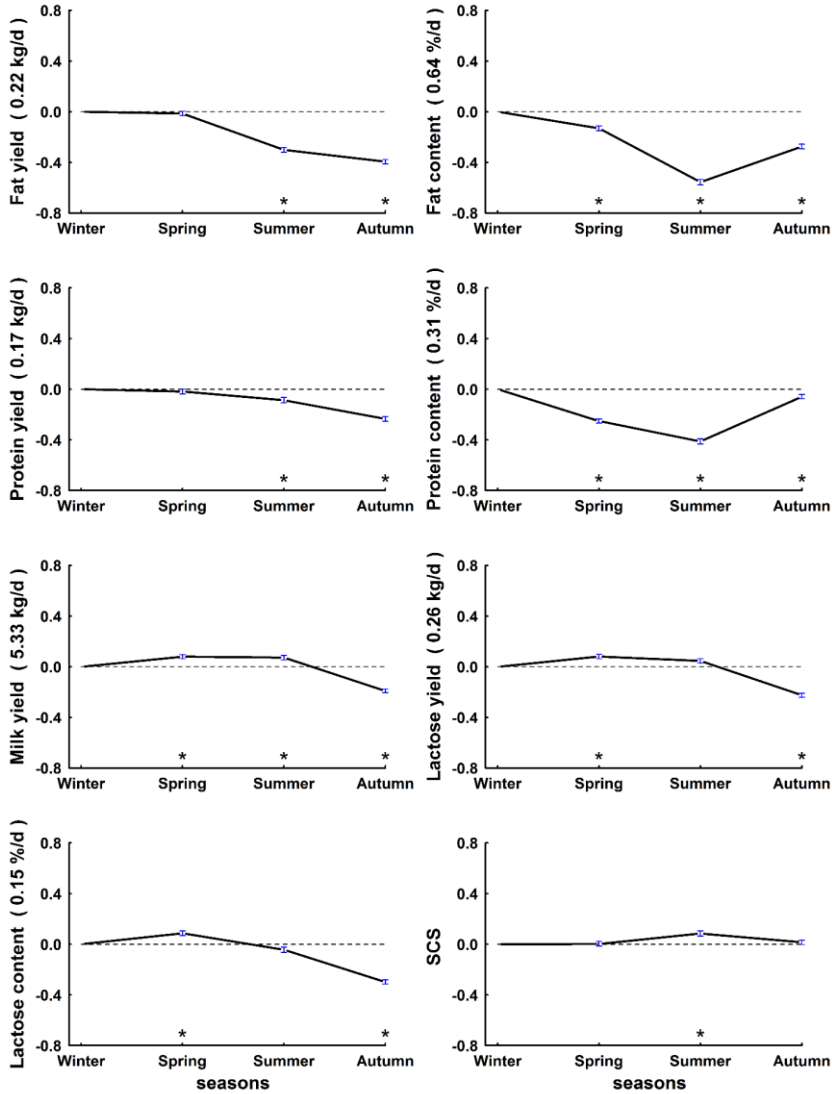 Fat yield ( 0.22 kg/d )
0.8
0.4
0.0
-0.4
-0.8
* *
Winter Spring Summer Autumn
Fat content ( 0.64 %/d )
0.8
0.4
0.0
-0.4
-0.8
* * *
Winter Spring Summer Autumn
Protein yield ( 0.17 kg/d )
0.8
0.4
0.0
-0.4
-0.8
* *
Winter Spring Summer Autumn
Protein content ( 0.31 %/d )
0.8
0.4
0.0
-0.4
-0.8
* * *
Winter Spring Summer Autumn
Milk yield ( 5.33 kg/d )
0.8
0.4
0.0
-0.4
-0.8
* * *
Winter Spring Summer Autumn
Lactose yield ( 0.26 kg/d )
0.8
0.4
0.0
-0.4
-0.8
* *
Winter Spring Summer Autumn
Lactose content ( 0.15 %/d )
0.8
0.4
0.0
-0.4
-0.8
* *
Winter Spring Summer Autumn
seasons
SCS
0.8
0.4
0.0
-0.4
-0.8
*
Winter Spring Summer Autumn
seasons